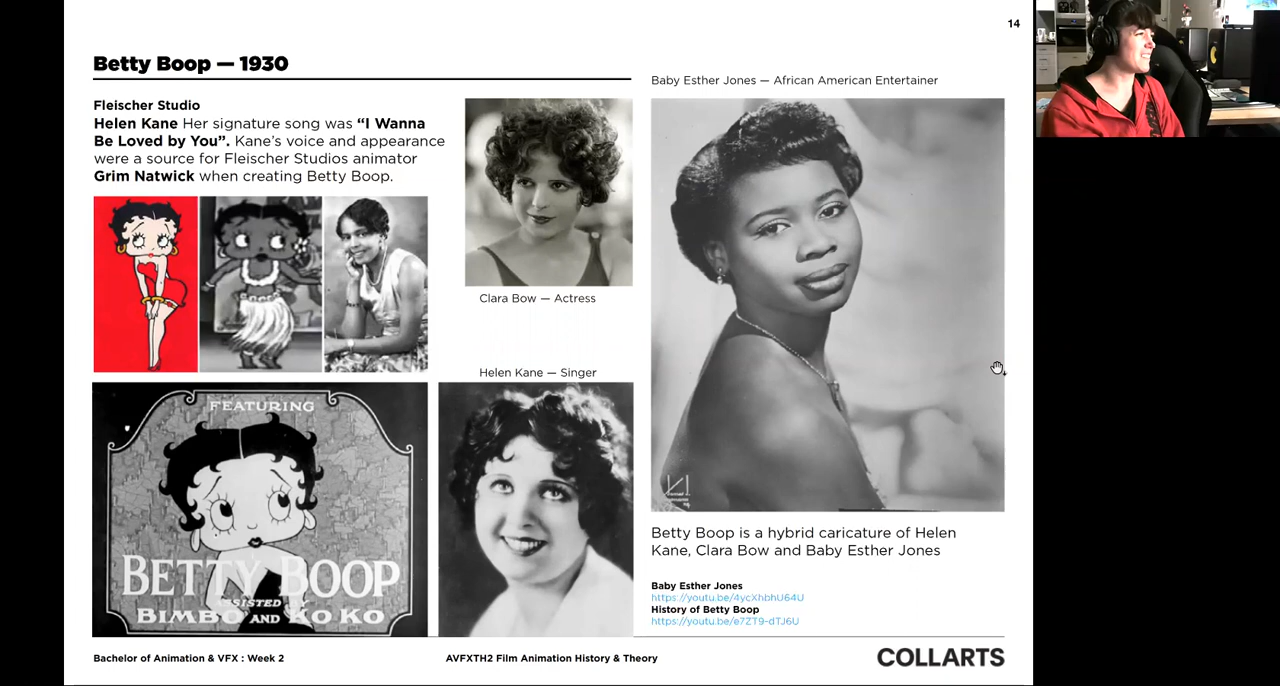 14
Betty Boop — 1930
Fleischer Studio
Helen Kane Her signature song was “I Wanna
Be Loved by You”. Kane’s voice and appearance
were a source for Fleischer Studios animator
Grim Natwick when creating Betty Boop.
Clara Bow — Actress
Helen Kane — Singer
FEATURING
BETTY BOOP
ASSISTED BY
BIMBO AND KOKO
Baby Esther Jones — African American Entertainer
Betty Boop is a hybrid caricature of Helen
Kane, Clara Bow and Baby Esther Jones
Baby Esther Jones
https://youtu.be/4ycXhbhU64U
History of Betty Boop
https://youtu.be/e7ZT9-dTJ6U
Bachelor of Animation & VFX : Week 2
AVFXTH2 Film Animation History & Theory
COLLARTS